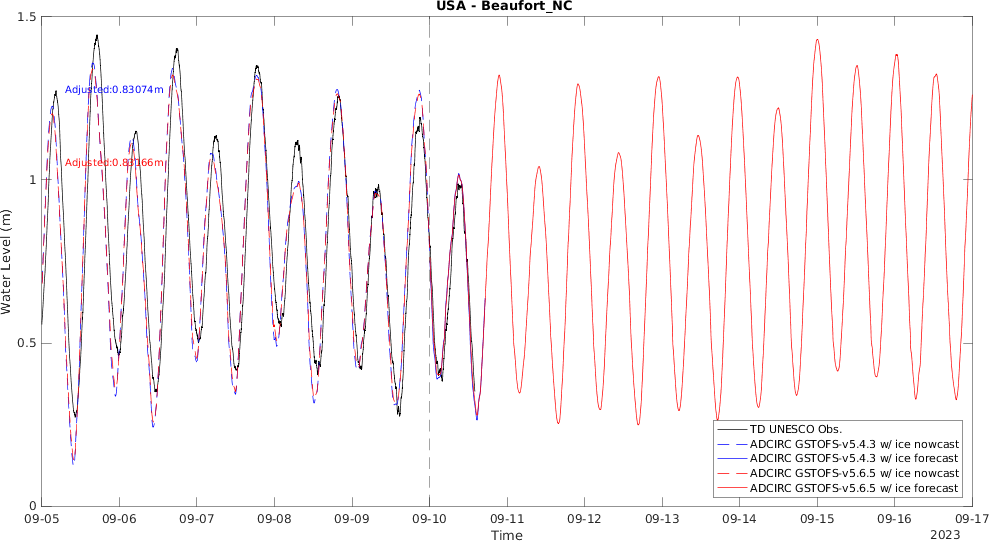 USA - Beaufort_NC
1.5
Adjusted:0.83074m
Adjusted:0.83166m
1
Water Level (m)
0.5
TD UNESCO Obs.
ADCIRC GSTOFS-v5.4.3 w/ ice nowcast
ADCIRC GSTOFS-v5.4.3 w/ ice forecast
ADCIRC GSTOFS-v5.6.5 w/ ice nowcast
ADCIRC GSTOFS-v5.6.5 w/ ice forecast
0
09-05 09-06 09-07 09-08 09-09 09-10 09-11 09-12 09-13 09-14 09-15 09-16 09-17
Time
2023